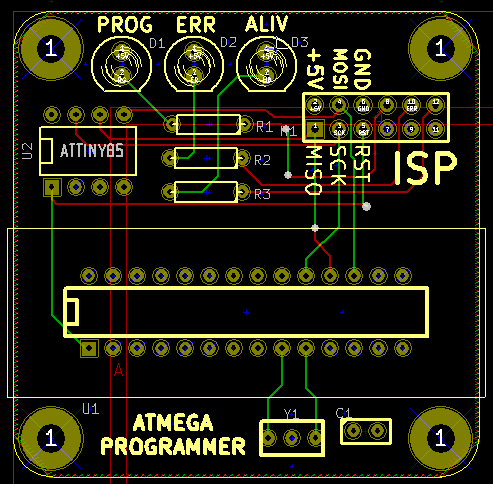 PROG ERR ALIV
D1 D2 D3
1 1
+5V MOSI GND
U2 ATTINY85
R1
R2
R3
MISO SCK RST
ISP
U1
Y1 C1
ATMEGA
PROGRAMMER
1 1
A